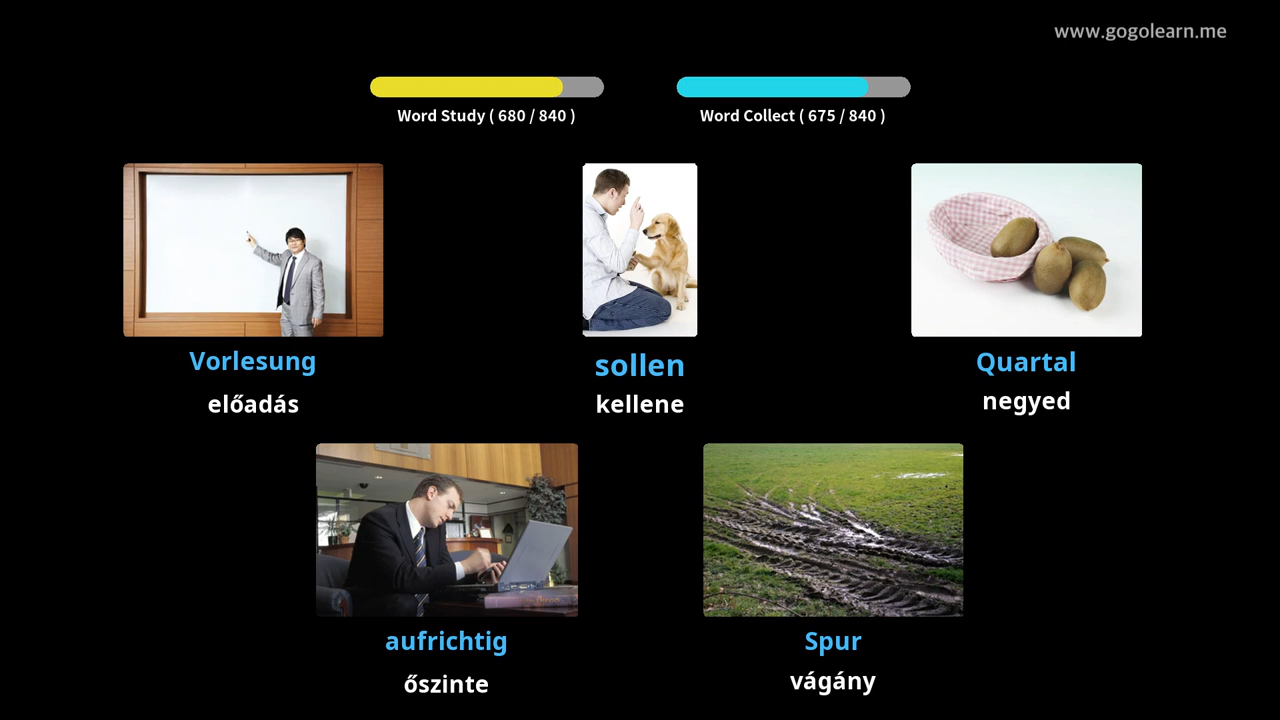 www.gogolearn.me
Word Study ( 680 / 840 )
Word Collect ( 675 / 840 )
Vorlesung
előadás
sollen
kellene
Quartal
negyed
aufrichtig
őszinte
Spur
vágány